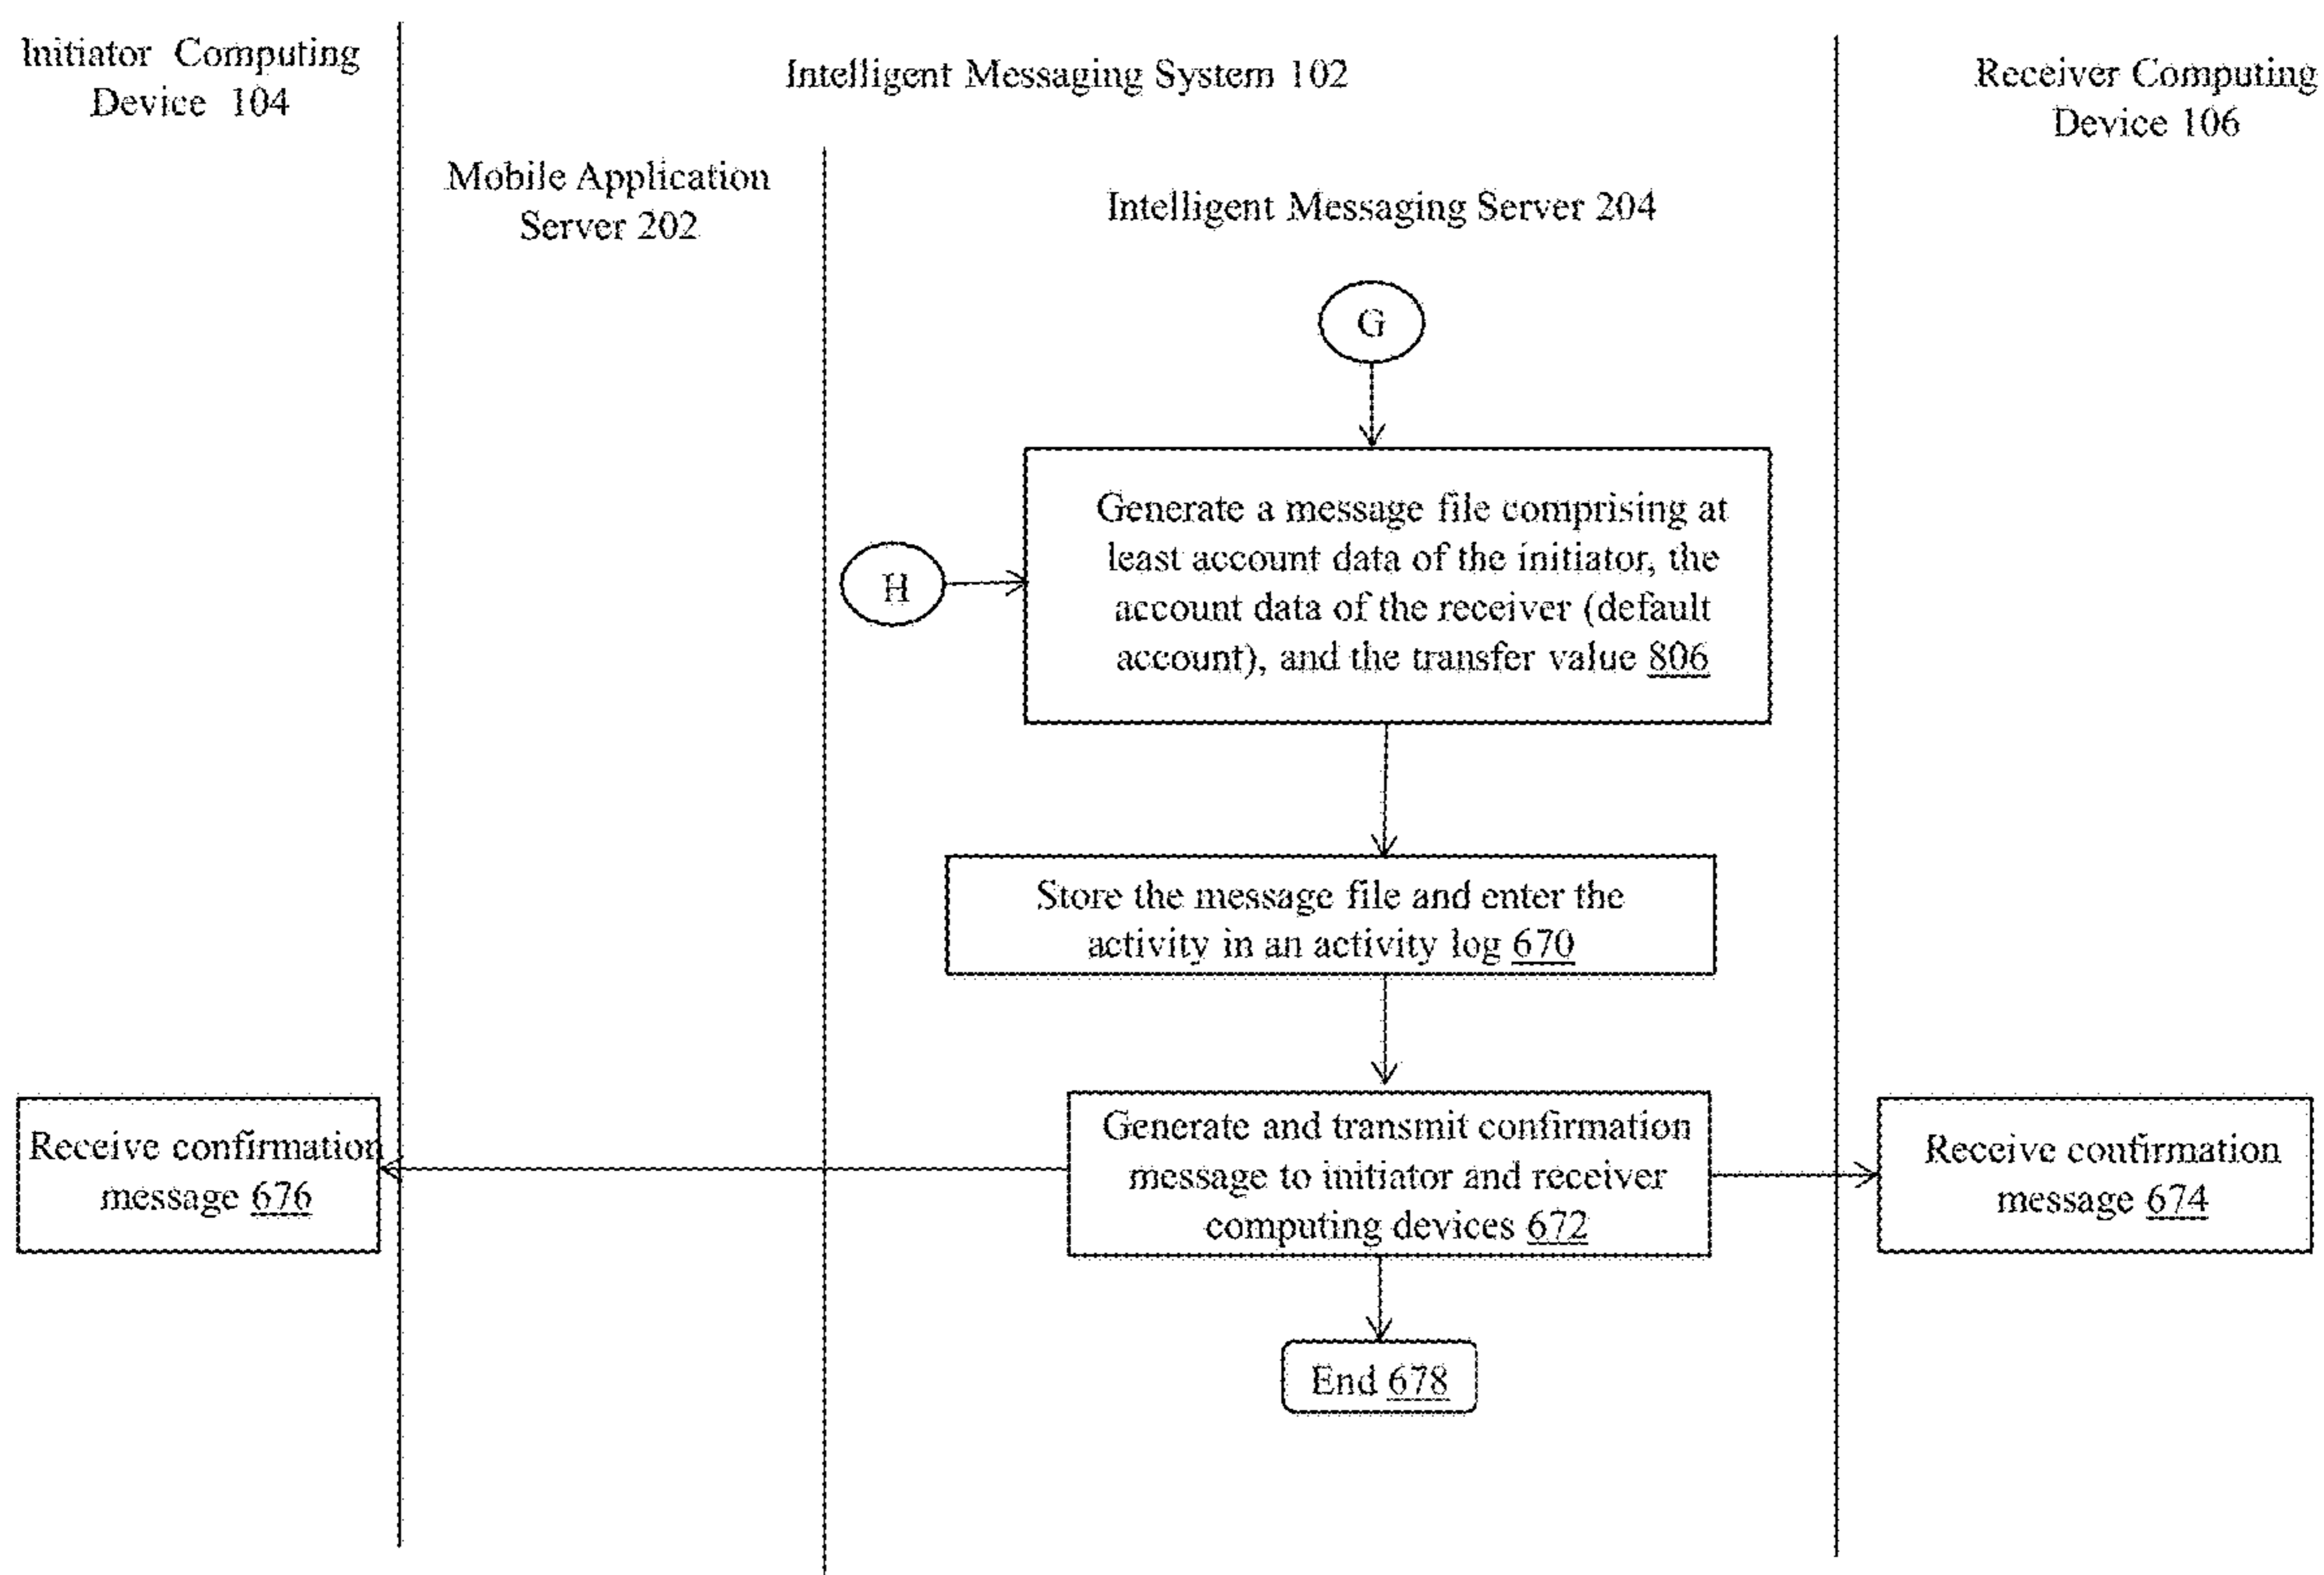 Initiator Computing
Device 104
Intelligent Messaging System 102
Receiver Computing
Device 106
Mobile Application
Server 202
Intelligent Messaging Server 204
G
Generate a message file comprising at
least account data of the initiator, the
account data of the receiver (default
account), and the transfer value 806
H
Store the message file and enter the
activity in an activity log 670
Generate and transmit confirmation
message to initiator and receiver
computing devices 672
Receive confirmation
message 676
Receive confirmation
message 674
End 678